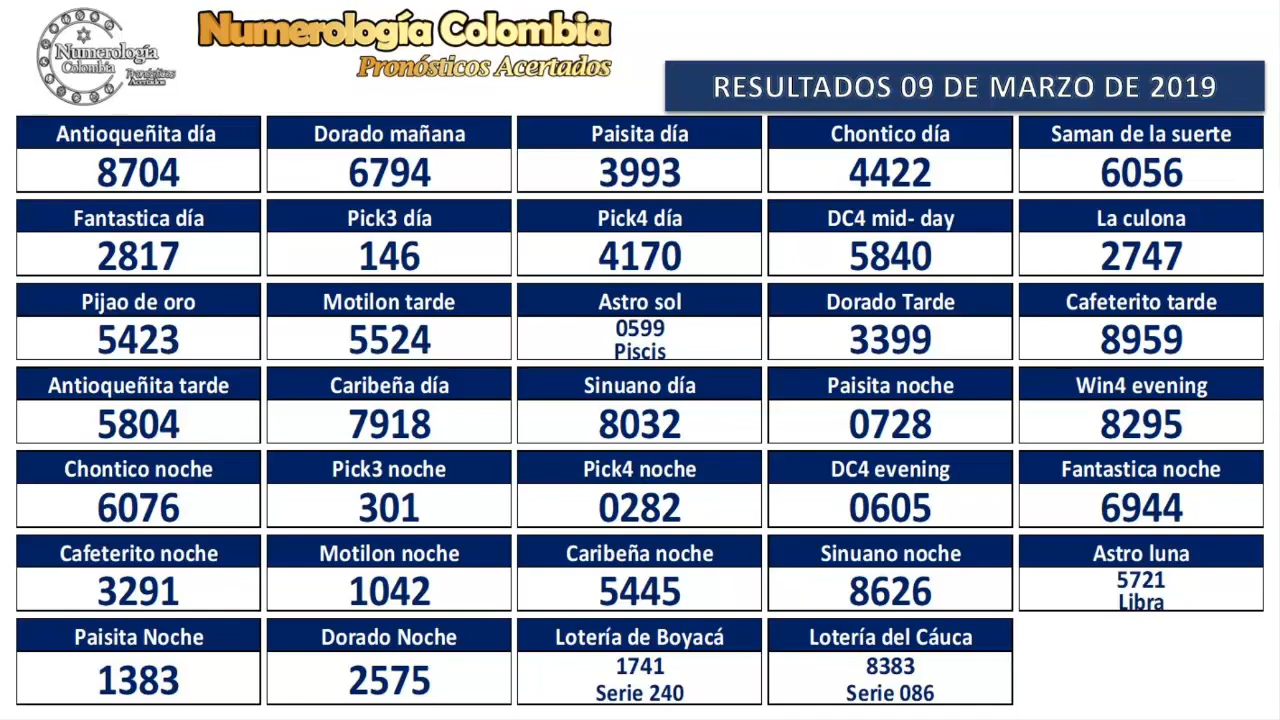 Numerología
Colombia
Pronósticos
Acertados
Numerología Colombia
Pronósticos Acertados
RESULTADOS 09 DE MARZO DE 2019
Antioqueñita día Dorado mañana Paisita día Chontico día Saman de la suerte
8704 6794 3993 4422 6056
Fantastica día Pick3 día Pick4 día DC4 mid- day La culona
2817 146 4170 5840 2747
Pijao de oro Motilon tarde Astro sol Dorado Tarde Cafeterito tarde
5423 5524 0599 3399 8959
Piscis
Antioqueñita tarde Caribeña día Sinuano día Paisita noche Win4 evening
5804 7918 8032 0728 8295
Chontico noche Pick3 noche Pick4 noche DC4 evening Fantastica noche
6076 301 0282 0605 6944
Cafeterito noche Motilon noche Caribeña noche Sinuano noche Astro luna
3291 1042 5445 8626 5721
Libra
Paisita Noche Dorado Noche Lotería de Boyacá Lotería del Cáuca
1383 2575 1741 8383
Serie 240 Serie 086